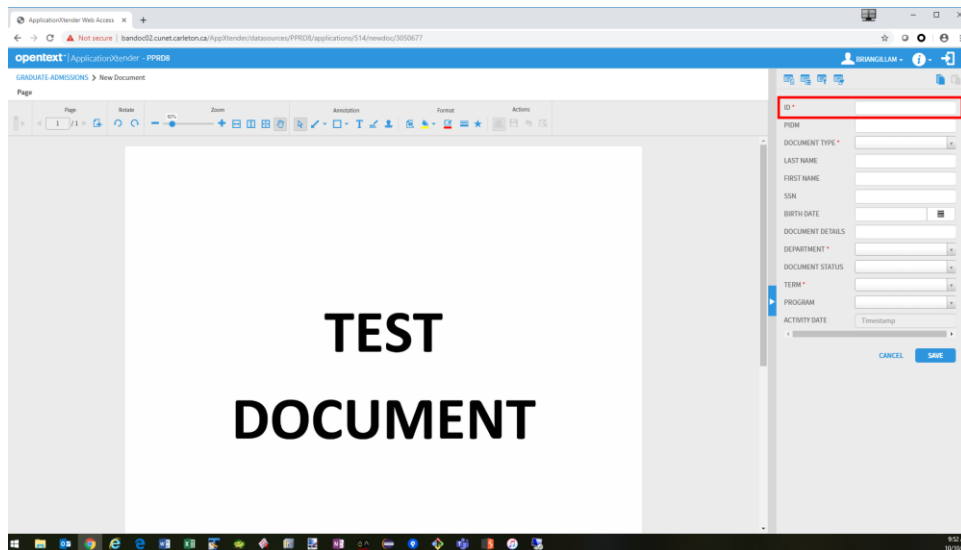 ApplicationXtender Web Access
Not secure | bandoc02.cunet.carleton.ca/AppXtender/datasources/PPRD8/applications/514/newdoc/3050677
opentext™ | ApplicationXtender - PPRD8
BRIANGILLAM
GRADUATE-ADMISSIONS > New Document
Page
Page Rotate Zoom Annotation Format Actions
1 /1
TEST
DOCUMENT
ID *
PIDM
DOCUMENT TYPE *
LAST NAME
FIRST NAME
SSN
BIRTH DATE
DOCUMENT DETAILS
DEPARTMENT *
DOCUMENT STATUS
TERM *
PROGRAM
ACTIVITY DATE Timestamp
CANCEL SAVE